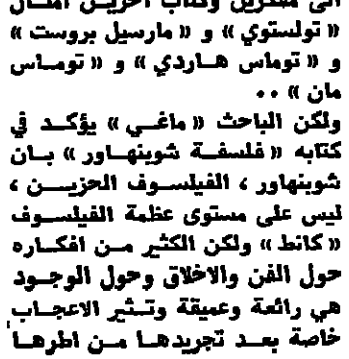 الى مفكرين وكتاب آخرين امثال
« تولستوي » و « مارسيل بروست »
و « توماس هاردي » و « توماس
مان » ..
ولكن الباحث « ماغي » يؤكد في
كتابه « فلسفة شوبنهاور » بان
شوبنهاور ، الفيلسوف الحزين ،
ليس على مستوى عظمة الفيلسوف
« كانط » ولكن الكثير من افكاره
حول الفن والاخلاق وحول الوجود
هي رائعة وعميقة وتثير الاعجاب
خاصة بعد تجريدها من اطرها